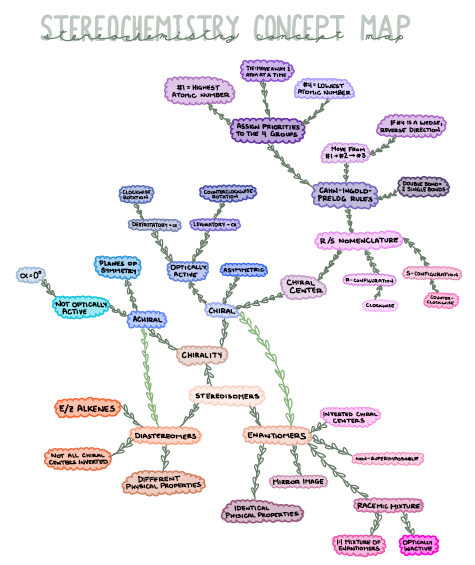 STEREOCHEMISTRY CONCEPT MAP
stereochemistry concept map
TIE=MOVE AWAY 1
ATOM AT A TIME
#1 = HIGHEST
ATOMIC NUMBER
#4 = LOWEST
ATOMIC NUMBER
ASSIGN PRIORITIES
TO THE 4 GROUPS
IF #4 IS A WEDGE,
REVERSE DIRECTION
MOVE FROM
#1→#2→#3
CAHN-INGOLD-
PRELOG RULES
DOUBLE BOND=
2 SINGLE BONDS
CLOCKWISE
ROTATION
COUNTERCLOCKWISE
ROTATION
DEXTROROTARY = +α
LEVOROTARY = -α
R/S NOMENCLATURE
PLANES OF
SYMMETRY
OPTICALLY
ACTIVE
ASYMMETRIC
α=0°
CHIRAL
CENTER
R-CONFIGURATION
S-CONFIGURATION
CLOCKWISE
COUNTER-
CLOCKWISE
NOT OPTICALLY
ACTIVE
ACHIRAL
CHIRAL
CHIRALITY
STEREOISOMERS
E/Z ALKENES
DIASTEREOMERS
ENANTIOMERS
INVERTED CHIRAL
CENTERS
NOT ALL CHIRAL
CENTERS INVERTED
NON-SUPERIMPOSABLE
DIFFERENT
PHYSICAL PROPERTIES
MIRROR IMAGE
IDENTICAL
PHYSICAL PROPERTIES
RACEMIC MIXTURE
1:1 MIXTURE OF
ENANTIOMERS
OPTICALLY
INACTIVE